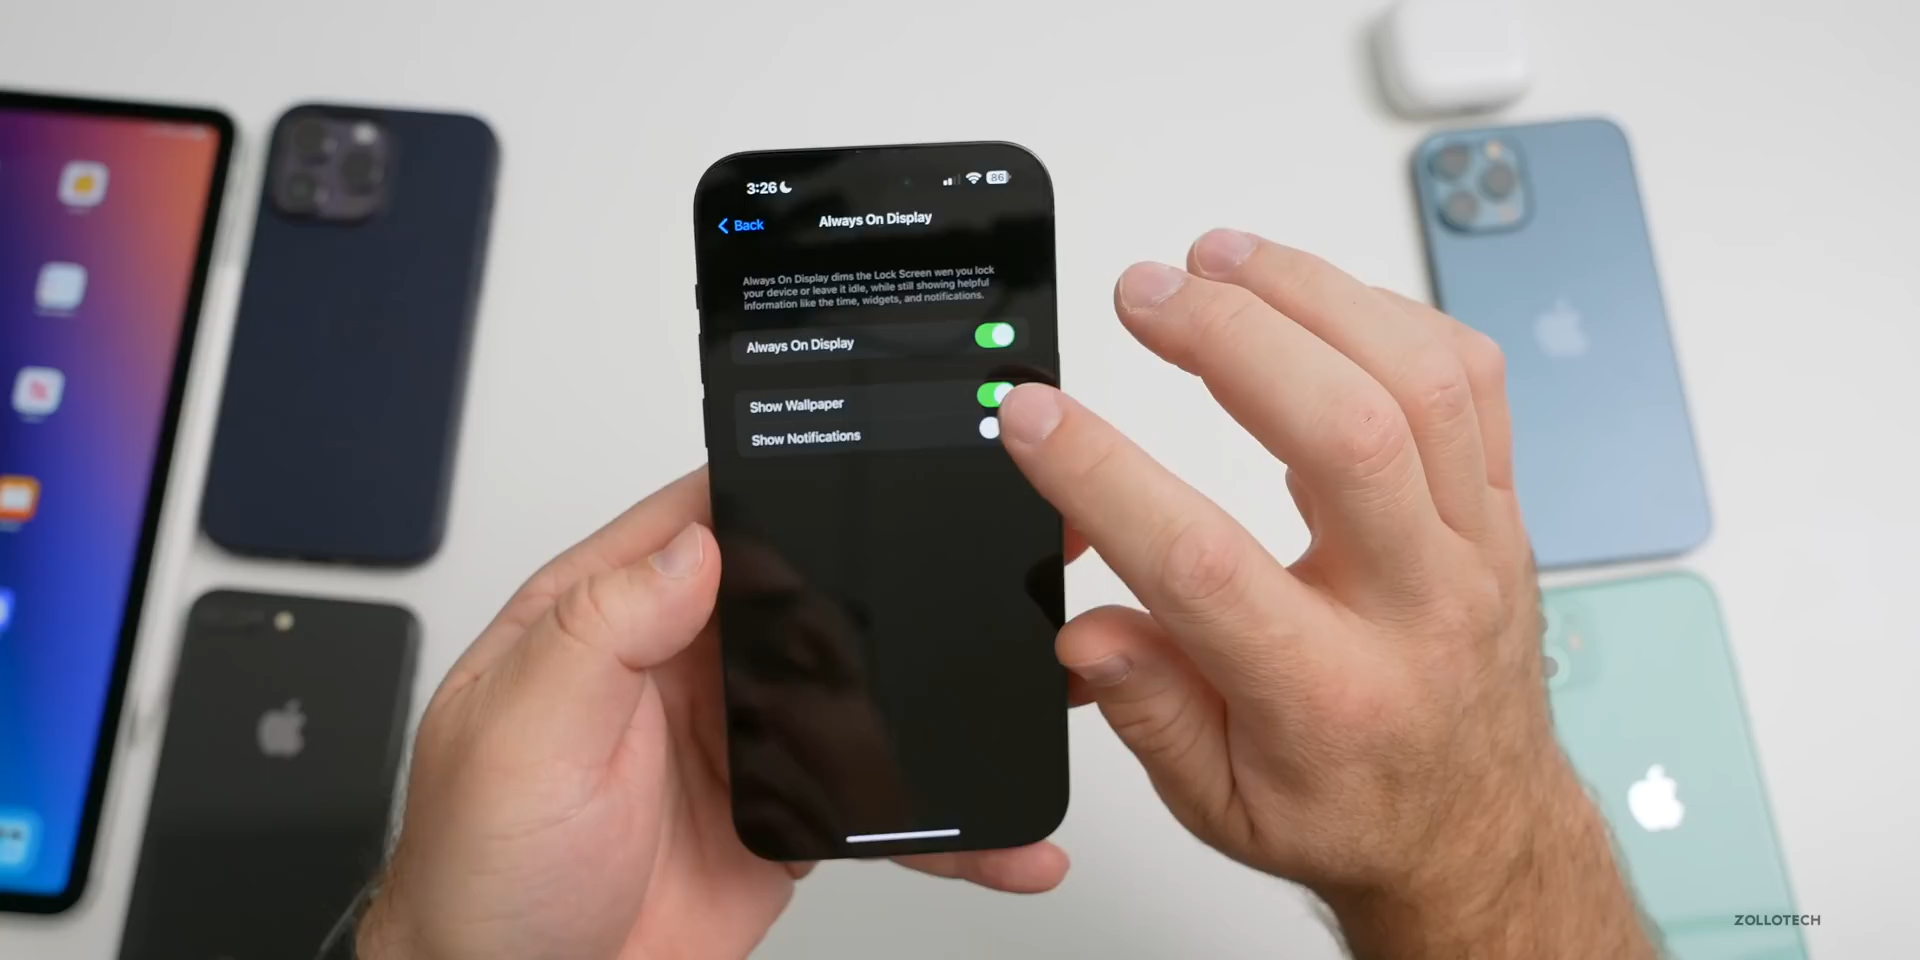 3:26
86
Back
Always On Display
Always On Display dims the Lock Screen wen you lock
your device or leave it idle, while still showing helpful
information like the time, widgets, and notifications.
Always On Display
Show Wallpaper
Show Notifications
ZOLLOTECH